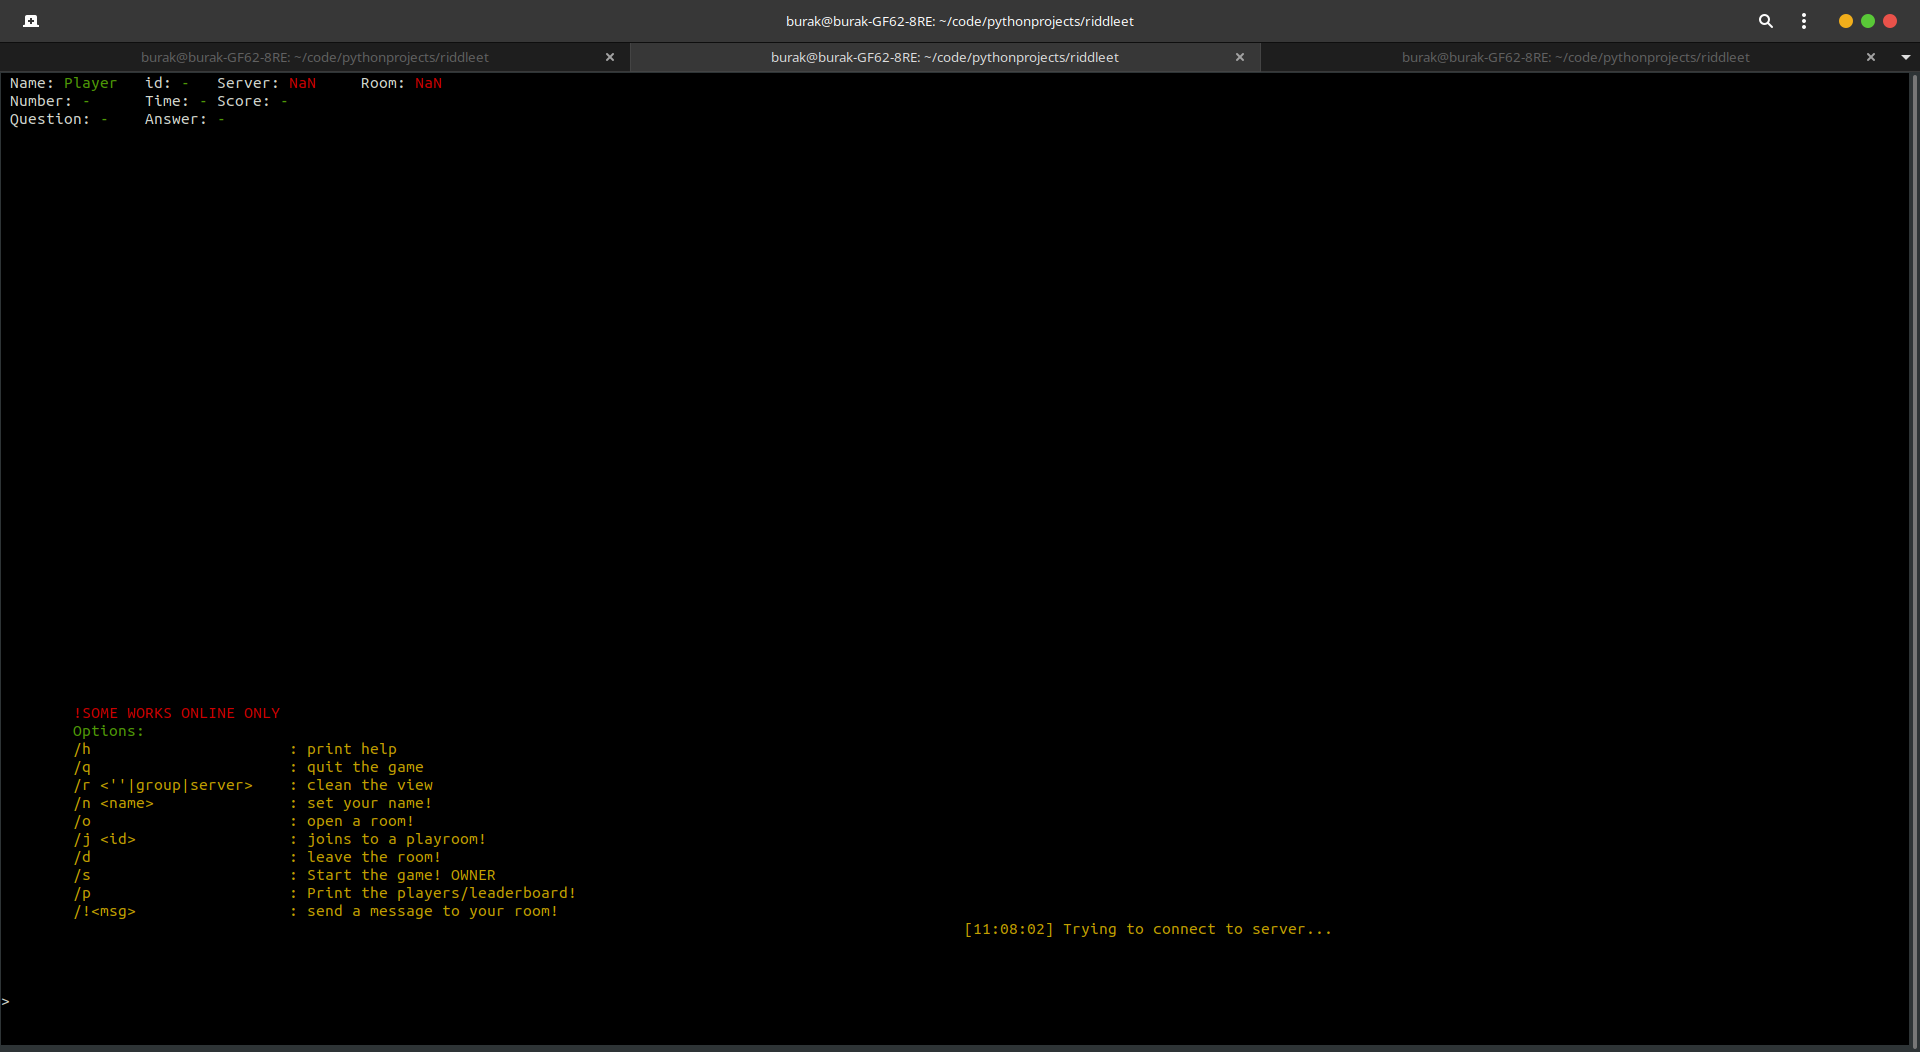 burak@burak-GF62-8RE: ~/code/pythonprojects/riddleet
burak@burak-GF62-8RE: ~/code/pythonprojects/riddleet burak@burak-GF62-8RE: ~/code/pythonprojects/riddleet burak@burak-GF62-8RE: ~/code/pythonprojects/riddleet
Name: Player id: - Server: NaN Room: NaN
Number: - Time: - Score: -
Question: - Answer: -
!SOME WORKS ONLINE ONLY
Options:
/h : print help
/q : quit the game
/r <''|group|server> : clean the view
/n <name> : set your name!
/o : open a room!
/j <id> : joins to a playroom!
/d : leave the room!
/s : Start the game! OWNER
/p : Print the players/leaderboard!
/!<msg> : send a message to your room!
[11:08:02] Trying to connect to server...
>